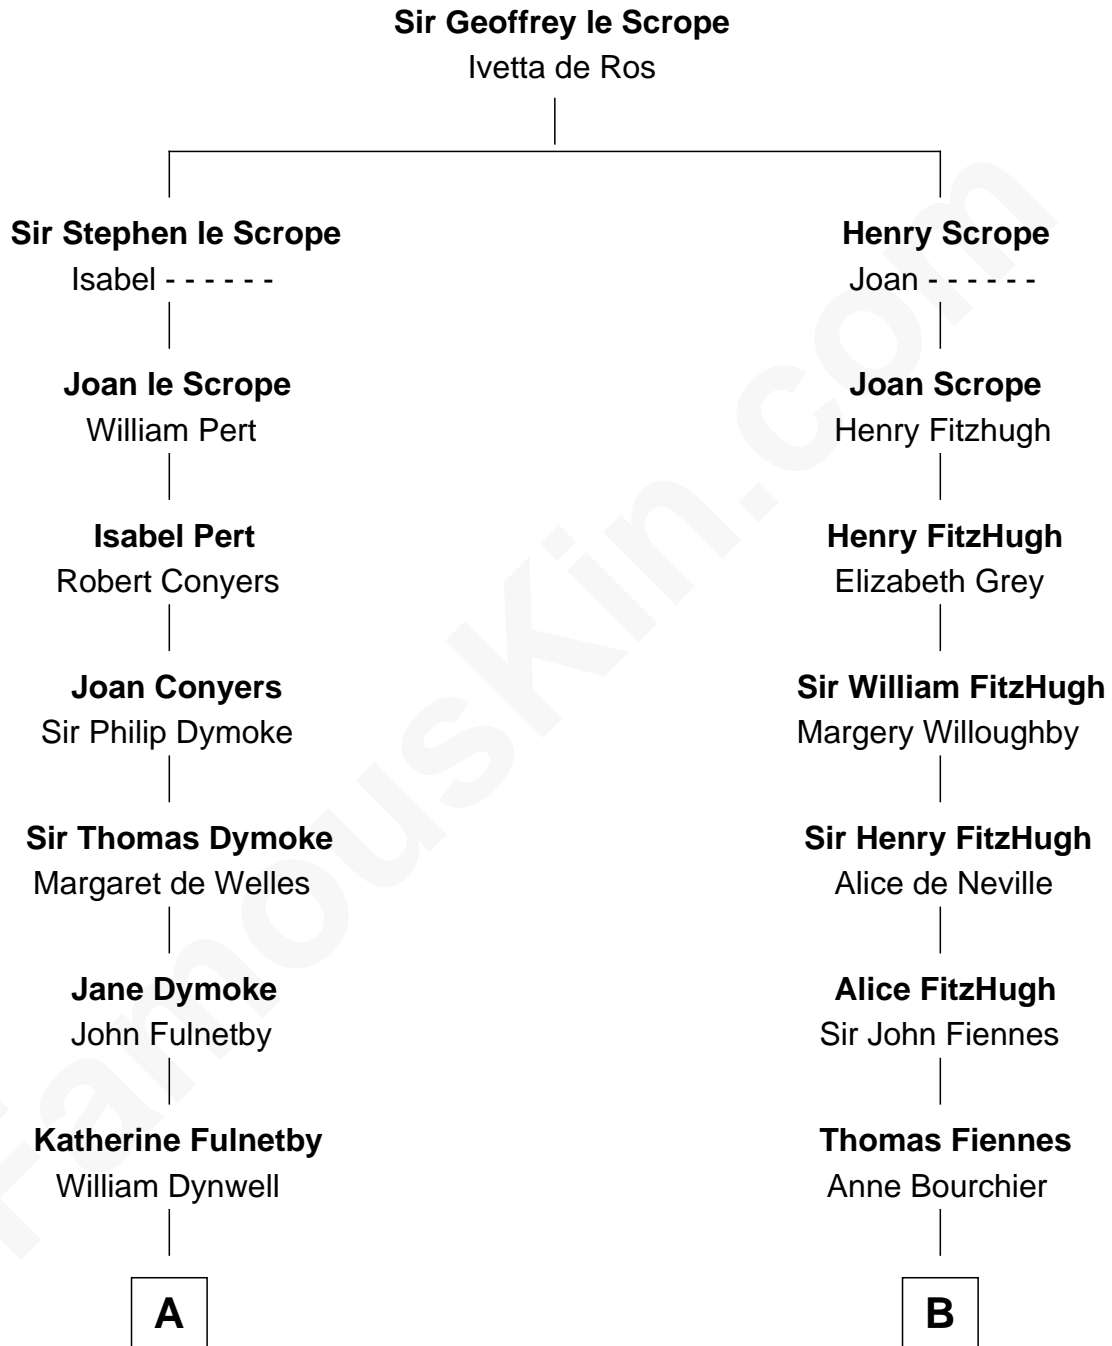 Sir Geoffrey le Scrope
Ivetta de Ros
Sir Stephen le Scrope
Isabel - - - - - -
Henry Scrope
Joan - - - - - -
Joan le Scrope
William Pert
Joan Scrope
Henry Fitzhugh
Isabel Pert
Robert Conyers
Henry FitzHugh
Elizabeth Grey
Joan Conyers
Sir Philip Dymoke
Sir William FitzHugh
Margery Willoughby
Sir Thomas Dymoke
Margaret de Welles
Sir Henry FitzHugh
Alice de Neville
Jane Dymoke
John Fulnetby
Alice FitzHugh
Sir John Fiennes
Katherine Fulnetby
William Dynwell
Thomas Fiennes
Anne Bourchier
A
B
FamousKin.com